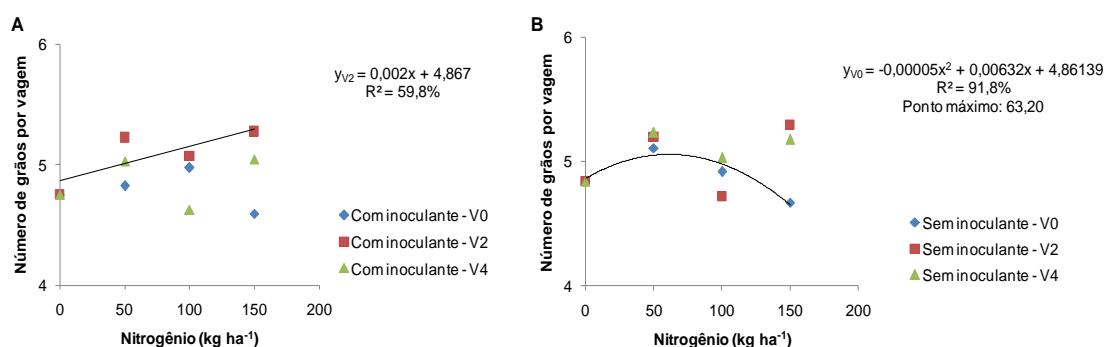 A
6
5
4
Número de grãos por vagem
0
50
100
150
200
Nitrogênio (kg ha⁻¹)
y_V2 = 0,002x + 4,867
R² = 59,8%
Com inoculante - V0
Com inoculante - V2
Com inoculante - V4
B
6
5
4
Número de grãos por vagem
0
50
100
150
200
Nitrogênio (kg ha⁻¹)
y_V0 = -0,00005x² + 0,00632x + 4,86139
R² = 91,8%
Ponto máximo: 63,20
Sem inoculante - V0
Sem inoculante - V2
Sem inoculante - V4